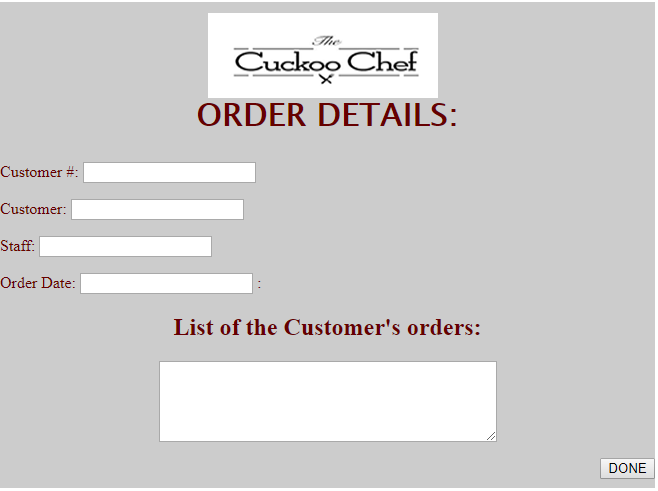 The
Cuckoo Chef
ORDER DETAILS:
Customer #:
Customer:
Staff:
Order Date: :
List of the Customer's orders:
DONE